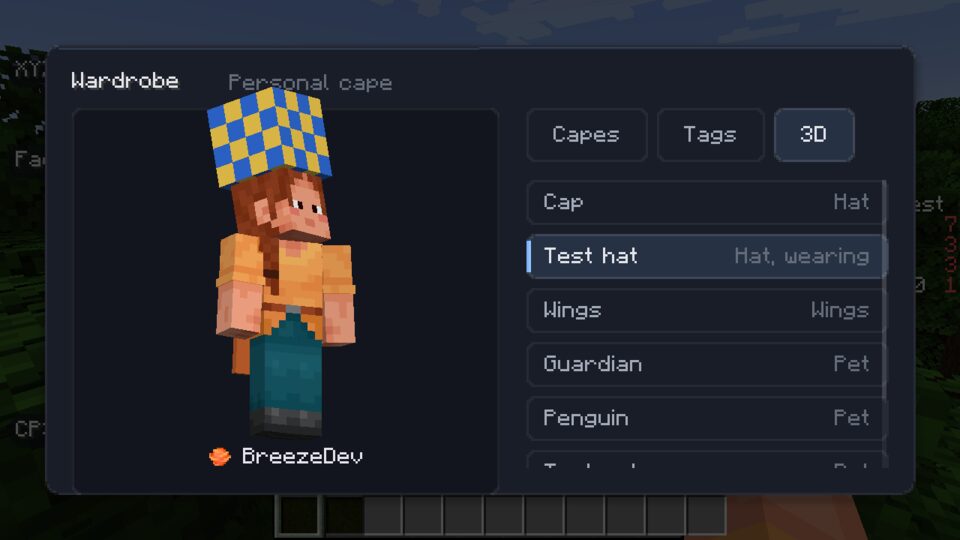 Wardrobe
Personal cape
Capes
Tags
3D
Cap
Hat
Test hat
Hat, wearing
Wings
Wings
Guardian
Pet
Penguin
Pet
BreezeDev